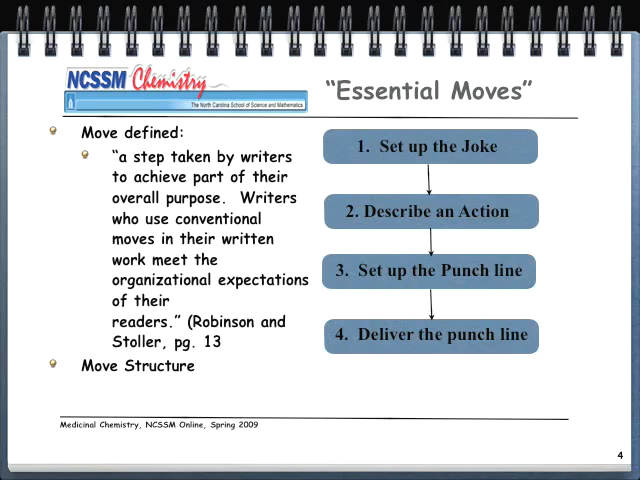 NCSSM Chemistry
The North Carolina School of Science and Mathematics
“Essential Moves”
Move defined:
“a step taken by writers
to achieve part of their
overall purpose. Writers
who use conventional
moves in their written
work meet the
organizational expectations
of their
readers.” (Robinson and
Stoller, pg. 13
Move Structure
1. Set up the Joke
2. Describe an Action
3. Set up the Punch line
4. Deliver the punch line
Medicinal Chemistry, NCSSM Online, Spring 2009
4